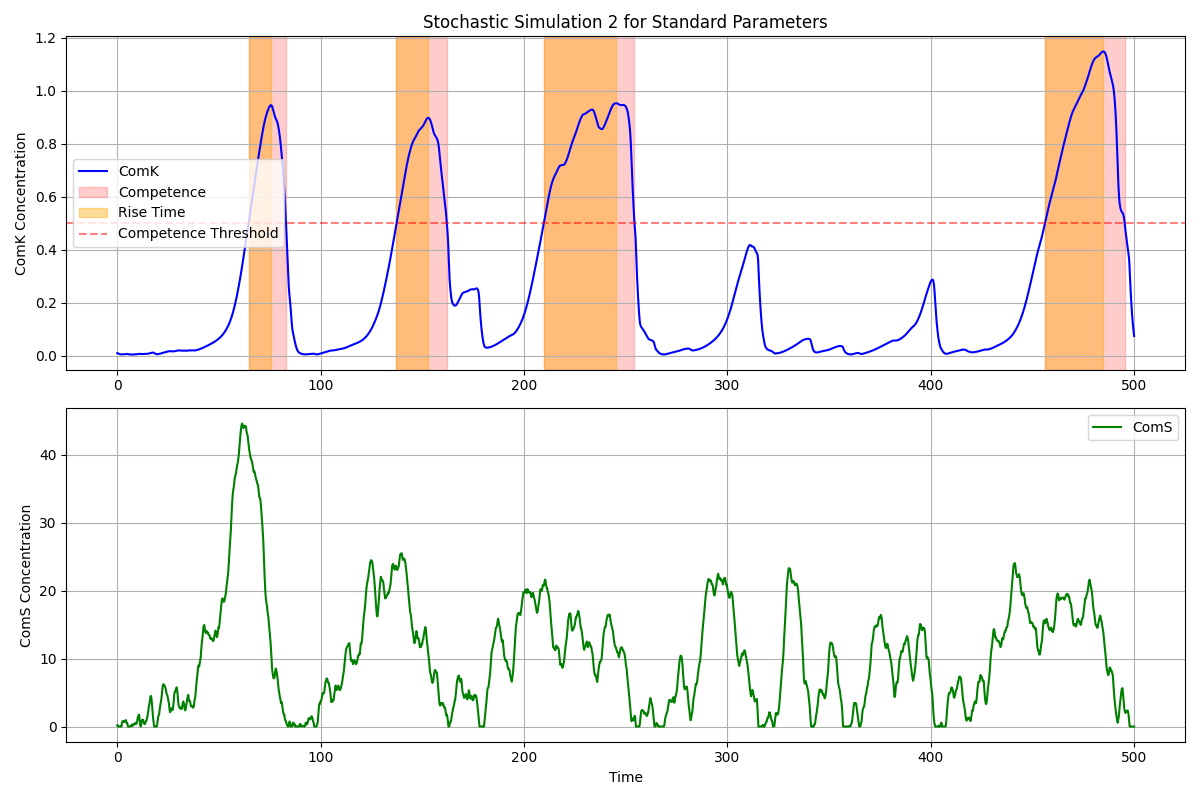 Stochastic Simulation 2 for Standard Parameters
ComK Concentration
1.2
1.0
0.8
0.6
0.4
0.2
0.0
ComK
Competence
Rise Time
Competence Threshold
0 100 200 300 400 500
ComS Concentration
40
30
20
10
0
ComS
0 100 200 300 400 500
Time